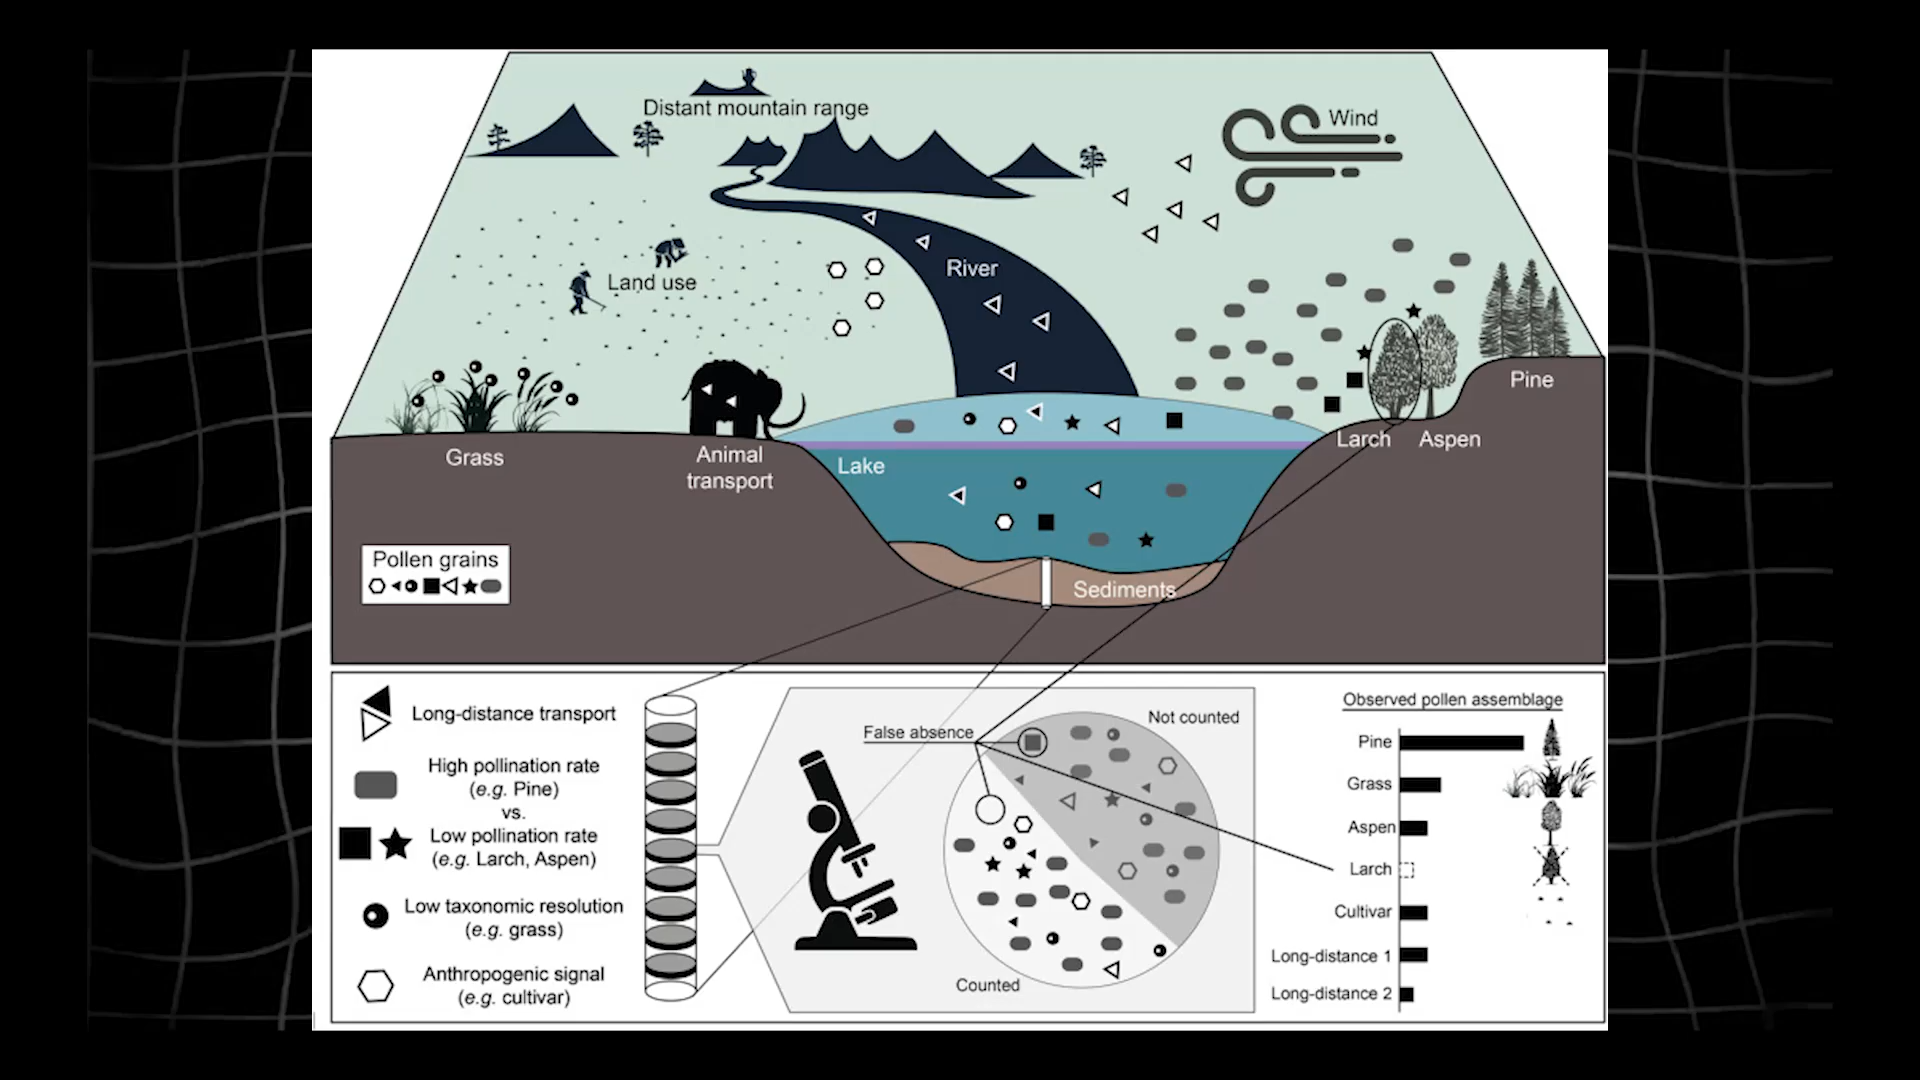 Distant mountain range
Wind
River
Land use
Pine
Larch
Aspen
Grass
Animal
transport
Lake
Sediments
Pollen grains
Long-distance transport
High pollination rate
(e.g. Pine)
vs.
Low pollination rate
(e.g. Larch, Aspen)
Low taxonomic resolution
(e.g. grass)
Anthropogenic signal
(e.g. cultivar)
False absence
Not counted
Counted
Observed pollen assemblage
Pine
Grass
Aspen
Larch
Cultivar
Long-distance 1
Long-distance 2